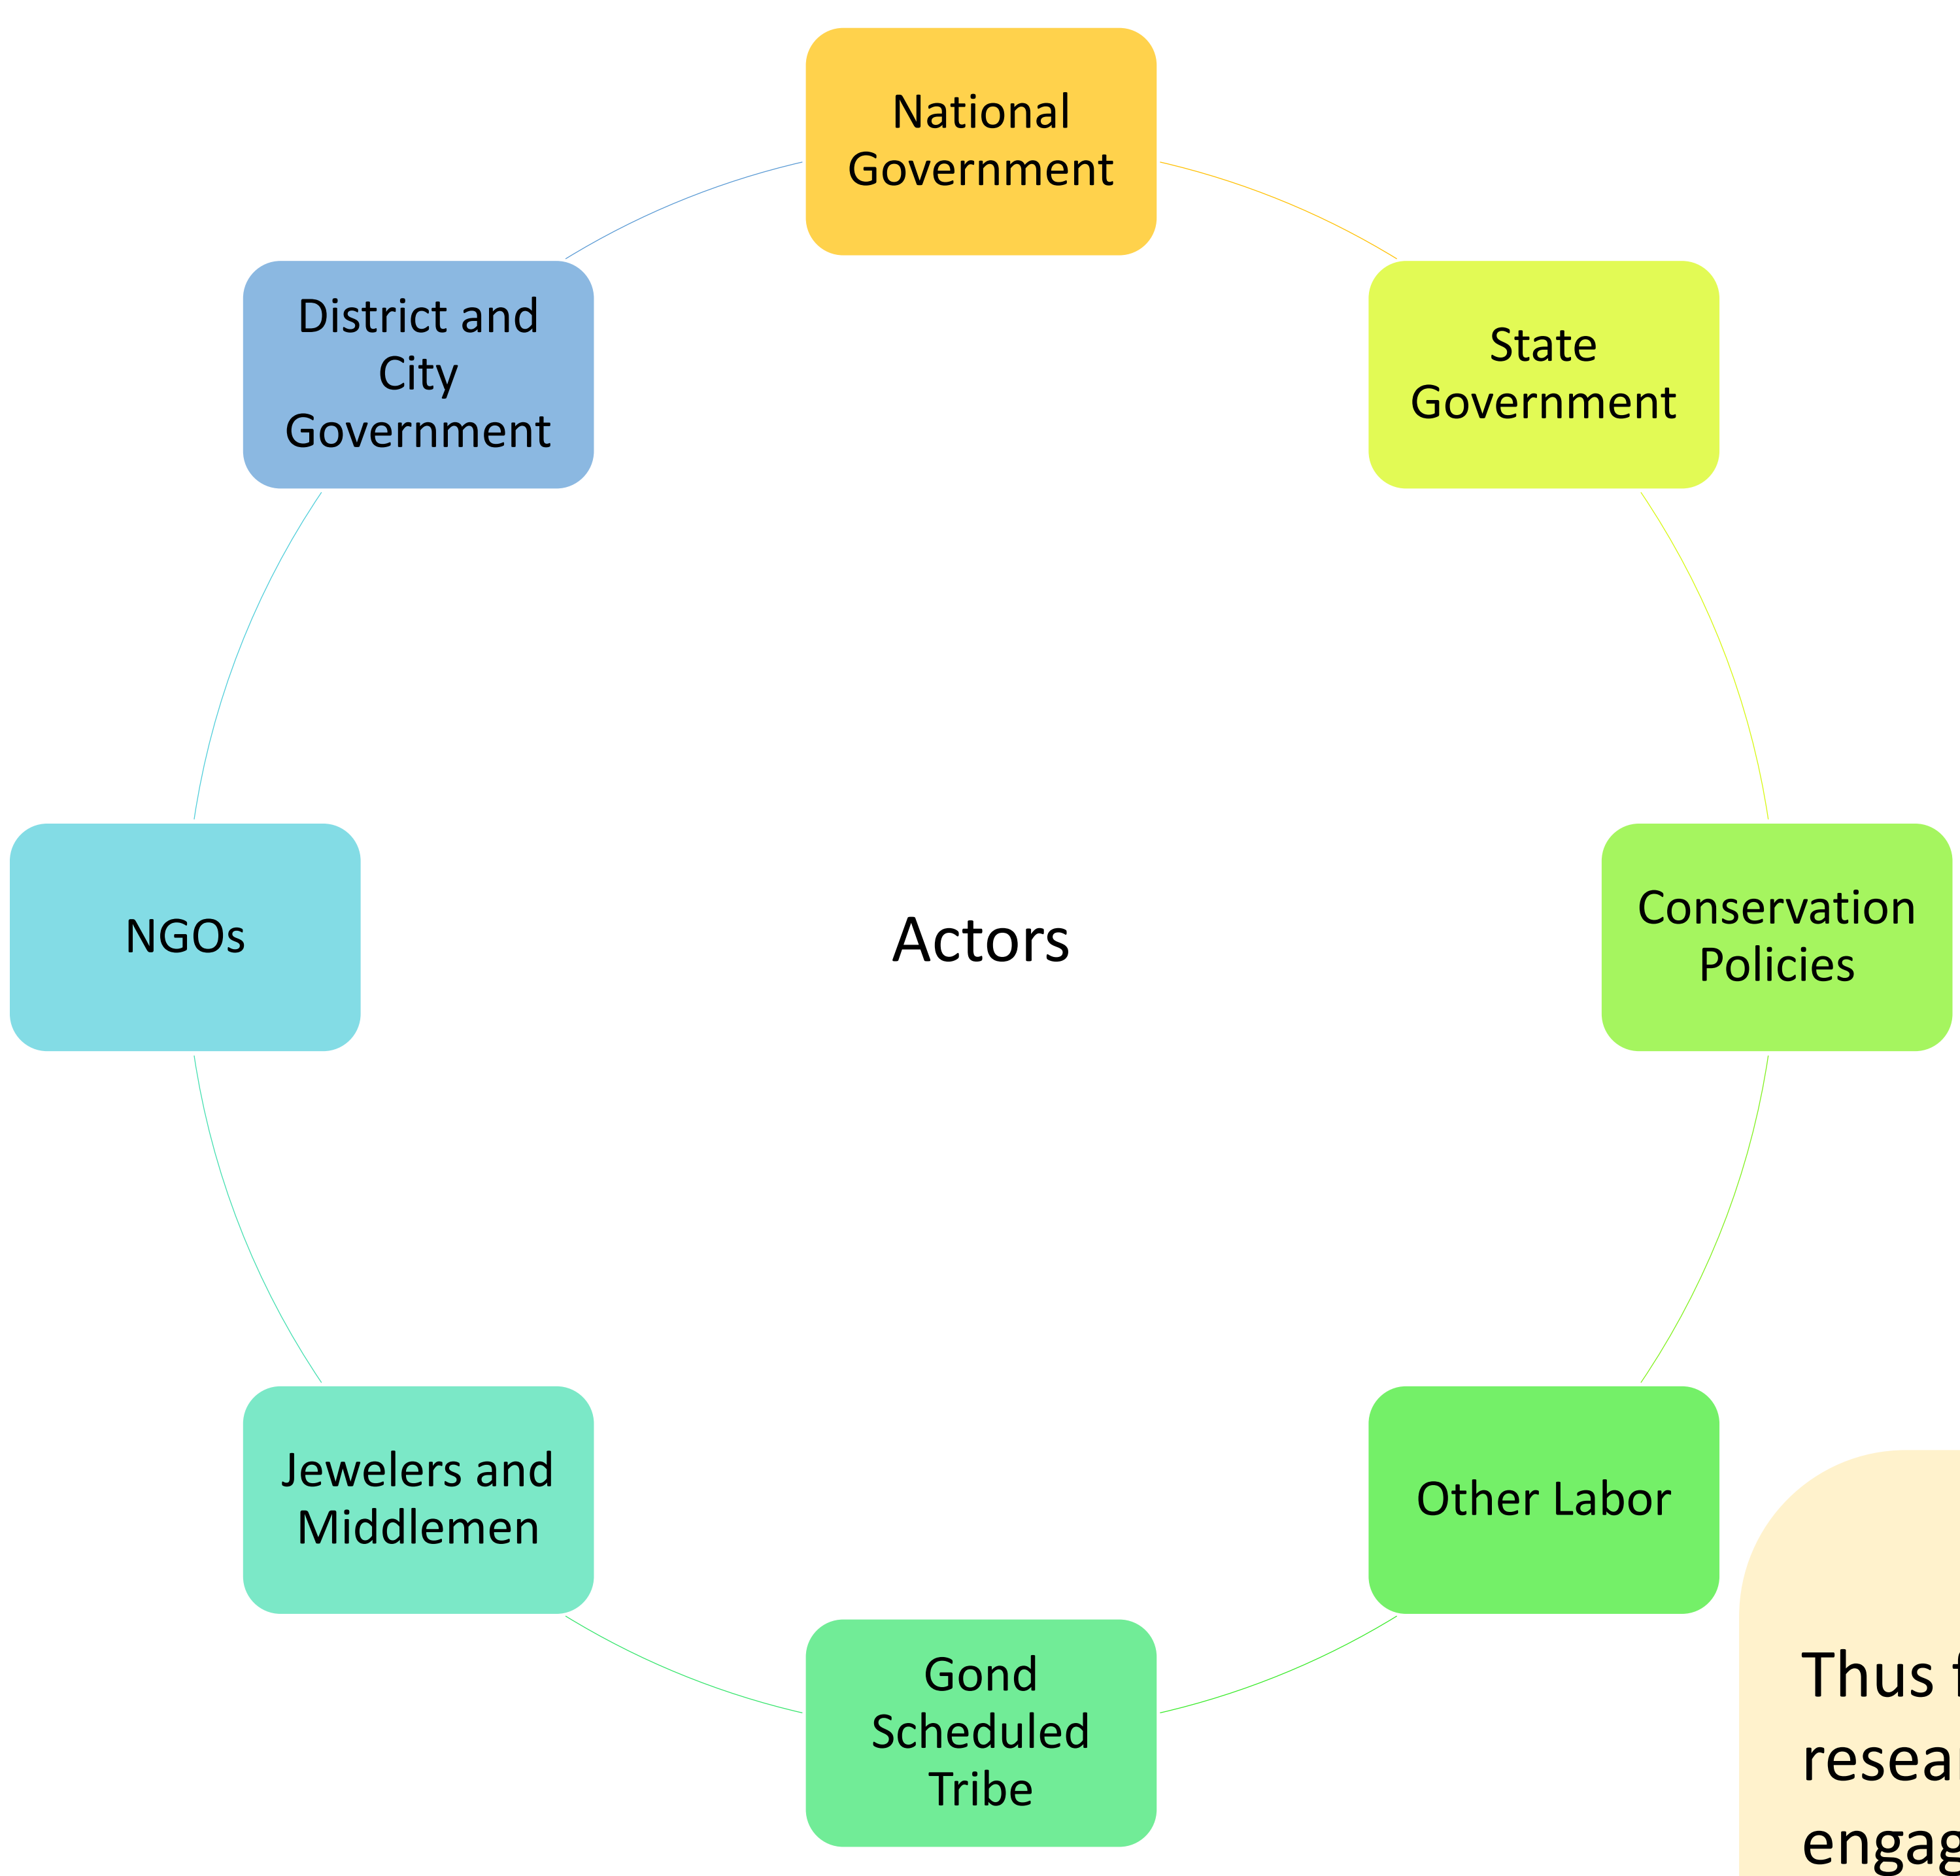 National
Government
State
Government
Conservation
Policies
Other Labor
Gond
Scheduled
Tribe
Jewelers and
Middlemen
NGOs
District and
City
Government
Actors
Thus